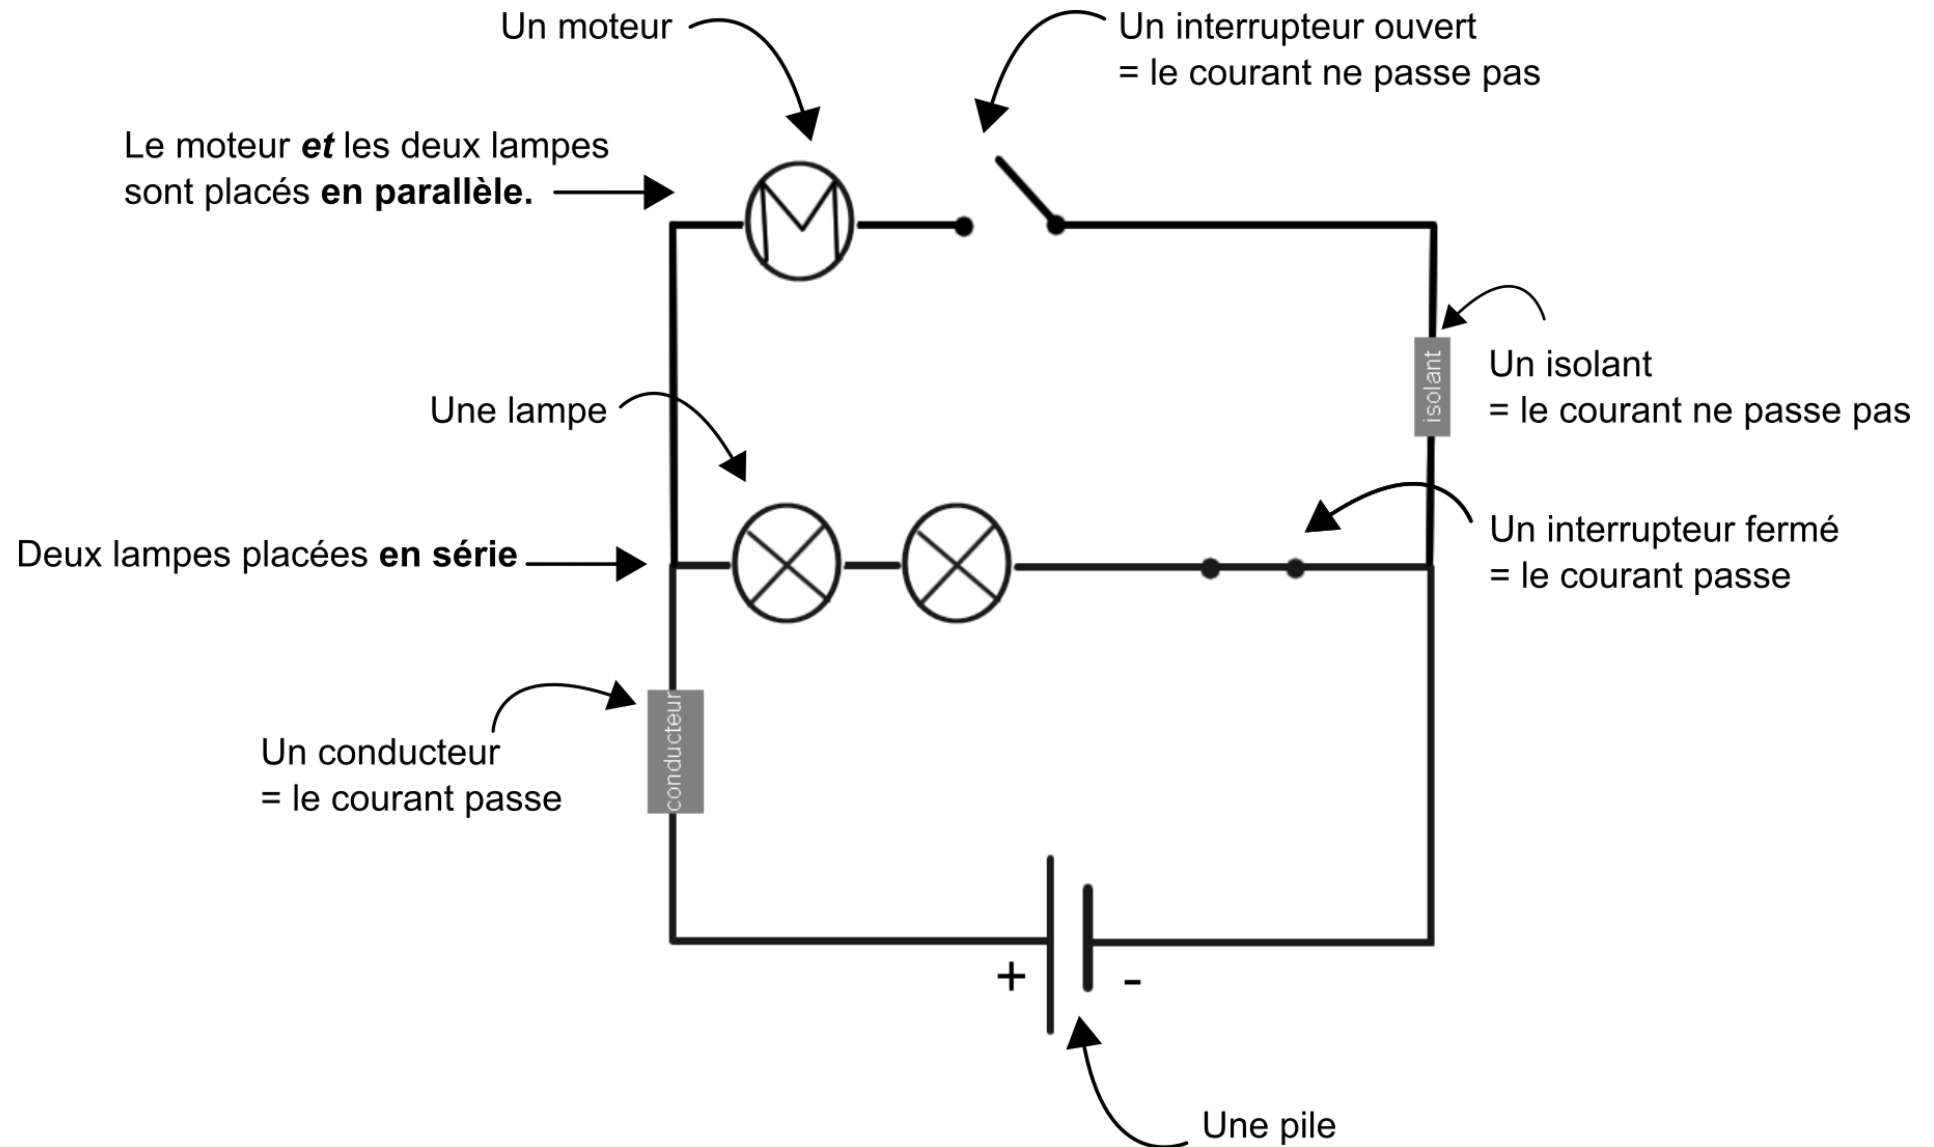 Un moteur
Un interrupteur ouvert
= le courant ne passe pas
Le moteur et les deux lampes
sont placés en parallèle.
M
isolant
Un isolant
= le courant ne passe pas
Une lampe
Deux lampes placées en série
Un interrupteur fermé
= le courant passe
conducteur
Un conducteur
= le courant passe
+
-
Une pile